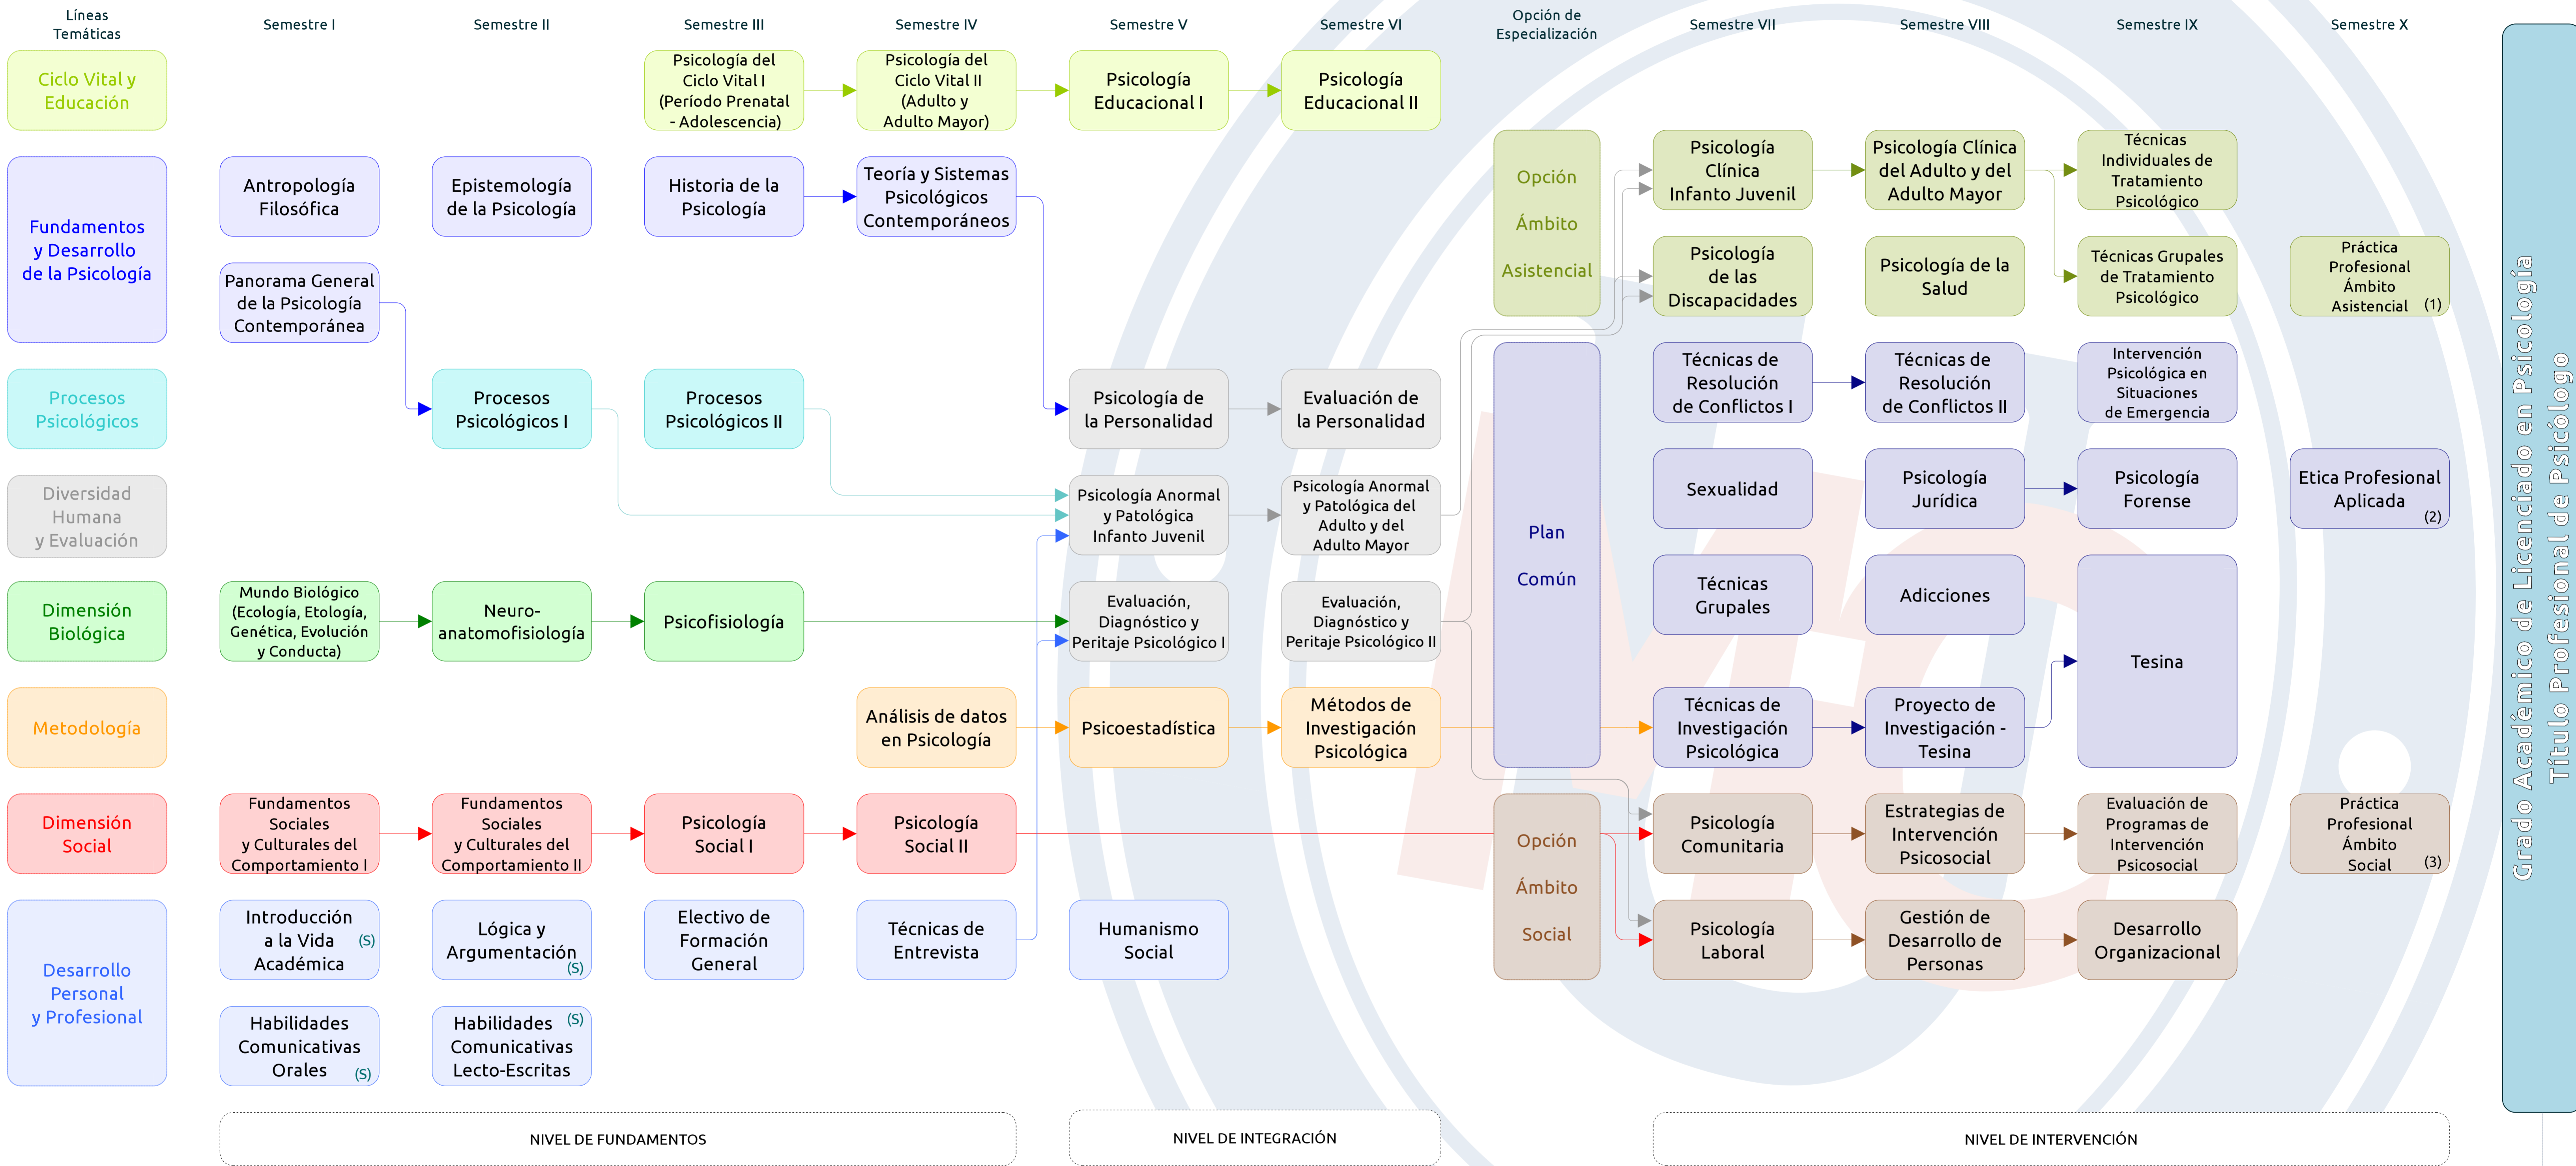 Líneas
Temáticas
Semestre I
Semestre II
Semestre III
Semestre IV
Semestre V
Semestre VI
Opción de
Especialización
Semestre VII
Semestre VIII
Semestre IX
Semestre X
Ciclo Vital y
Educación
Psicología del
Ciclo Vital I
(Período Prenatal
- Adolescencia)
Psicología del
Ciclo Vital II
(Adulto y
Adulto Mayor)
Psicología
Educacional I
Psicología
Educacional II
Fundamentos
y Desarrollo
de la Psicología
Antropología
Filosófica
Epistemología
de la Psicología
Historia de la
Psicología
Teoría y Sistemas
Psicológicos
Contemporáneos
Panorama General
de la Psicología
Contemporánea
Opción
Ámbito
Asistencial
Psicología
Clínica
Infanto Juvenil
Psicología Clínica
del Adulto y del
Adulto Mayor
Técnicas
Individuales de
Tratamiento
Psicológico
Psicología
de las
Discapacidades
Psicología de la
Salud
Técnicas Grupales
de Tratamiento
Psicológico
Práctica
Profesional
Ámbito
Asistencial (1)
Procesos
Psicológicos
Procesos
Psicológicos I
Procesos
Psicológicos II
Psicología de
la Personalidad
Evaluación de
la Personalidad
Plan
Común
Técnicas de
Resolución
de Conflictos I
Técnicas de
Resolución
de Conflictos II
Intervención
Psicológica en
Situaciones
de Emergencia
Diversidad
Humana
y Evaluación
Psicología Anormal
y Patológica
Infanto Juvenil
Psicología Anormal
y Patológica del
Adulto y del
Adulto Mayor
Sexualidad
Psicología
Jurídica
Psicología
Forense
Etica Profesional
Aplicada
(2)
Dimensión
Biológica
Mundo Biológico
(Ecología, Etología,
Genética, Evolución
y Conducta)
Neuro-
anatomofisiología
Psicofisiología
Evaluación,
Diagnóstico y
Peritaje Psicológico I
Evaluación,
Diagnóstico y
Peritaje Psicológico II
Técnicas
Grupales
Adicciones
Tesina
Metodología
Análisis de datos
en Psicología
Psicoestadística
Métodos de
Investigación
Psicológica
Técnicas de
Investigación
Psicológica
Proyecto de
Investigación -
Tesina
Dimensión
Social
Fundamentos
Sociales
y Culturales del
Comportamiento I
Fundamentos
Sociales
y Culturales del
Comportamiento II
Psicología
Social I
Psicología
Social II
Opción
Ámbito
Social
Psicología
Comunitaria
Estrategias de
Intervención
Psicosocial
Evaluación de
Programas de
Intervención
Psicosocial
Práctica
Profesional
Ámbito
Social (3)
Desarrollo
Personal
y Profesional
Introducción
a la Vida (S)
Académica
Lógica y
Argumentación
(S)
Electivo de
Formación
General
Técnicas de
Entrevista
Humanismo
Social
Psicología
Laboral
Gestión de
Desarrollo de
Personas
Desarrollo
Organizacional
Habilidades
Comunicativas
Orales (S)
Habilidades (S)
Comunicativas
Lecto-Escritas
NIVEL DE FUNDAMENTOS
NIVEL DE INTEGRACIÓN
NIVEL DE INTERVENCIÓN
Grado Académico de Licenciado en Psicología
Título Profesional de Psicólogo